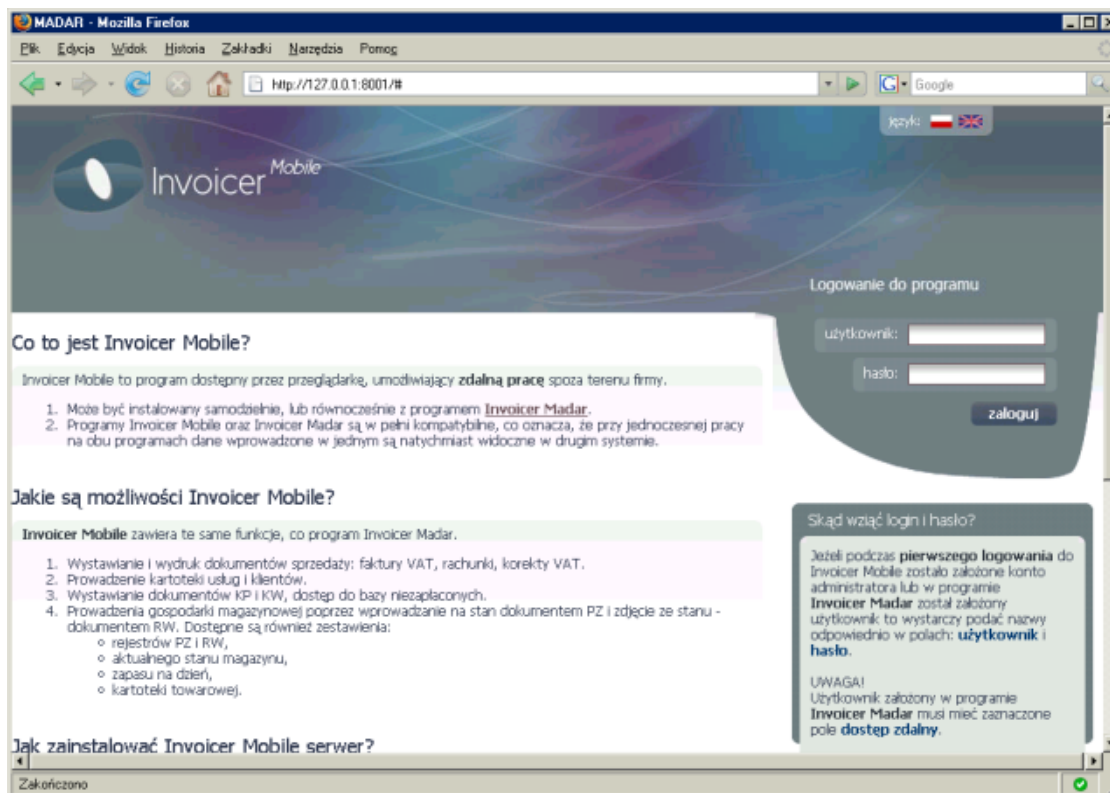 MADAR - Mozilla Firefox
Plik Edycja Widok Historia Zakładki Narzędzia Pomoc
http://127.0.0.1:8001/#
Google
język:
Invoicer Mobile
Logowanie do programu
użytkownik:
hasło:
zaloguj
Co to jest Invoicer Mobile?
Invoicer Mobile to program dostępny przez przeglądarkę, umożliwiający zdalną pracę spoza terenu firmy.
1. Może być instalowany samodzielnie, lub równocześnie z programem Invoicer Madar.
2. Programy Invoicer Mobile oraz Invoicer Madar są w pełni kompatybilne, co oznacza, że przy jednoczesnej pracy
na obu programach dane wprowadzone w jednym są natychmiast widoczne w drugim systemie.
Jakie są możliwości Invoicer Mobile?
Invoicer Mobile zawiera te same funkcje, co program Invoicer Madar.
1. Wystawianie i wydruk dokumentów sprzedaży: faktury VAT, rachunki, korekty VAT.
2. Prowadzenie kartoteki usług i klientów.
3. Wystawianie dokumentów KP i KW, dostęp do bazy niezapłaconych.
4. Prowadzenia gospodarki magazynowej poprzez wprowadzanie na stan dokumentem PZ i zdjęcie ze stanu -
dokumentem RW. Dostępne są również zestawienia:
rejestrów PZ i RW,
aktualnego stanu magazynu,
zapasu na dzień,
kartoteki towarowej.
Jak zainstalować Invoicer Mobile serwer?
Skąd wziąć login i hasło?
Jeżeli podczas pierwszego logowania do
Invoicer Mobile zostało założone konto
administratora lub w programie
Invoicer Madar został założony
użytkownik to wystarczy podać nazwy
odpowiednio w polach: użytkownik i
hasło.
UWAGA!
Użytkownik założony w programie
Invoicer Madar musi mieć zaznaczone
pole dostęp zdalny.
Zakończono